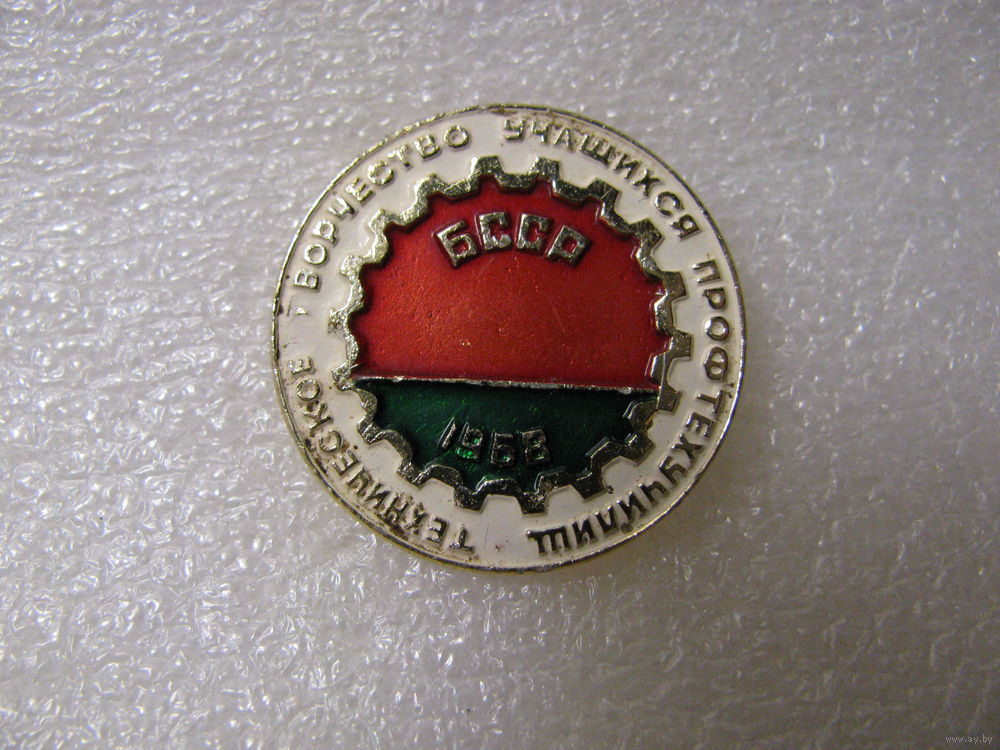 ТЕХНИЧЕСКОЕ ТВОРЧЕСТВО УЧАЩИХСЯ ПРОФТЕХУЧИЛИЩ
БССР
1968
www.ay.by